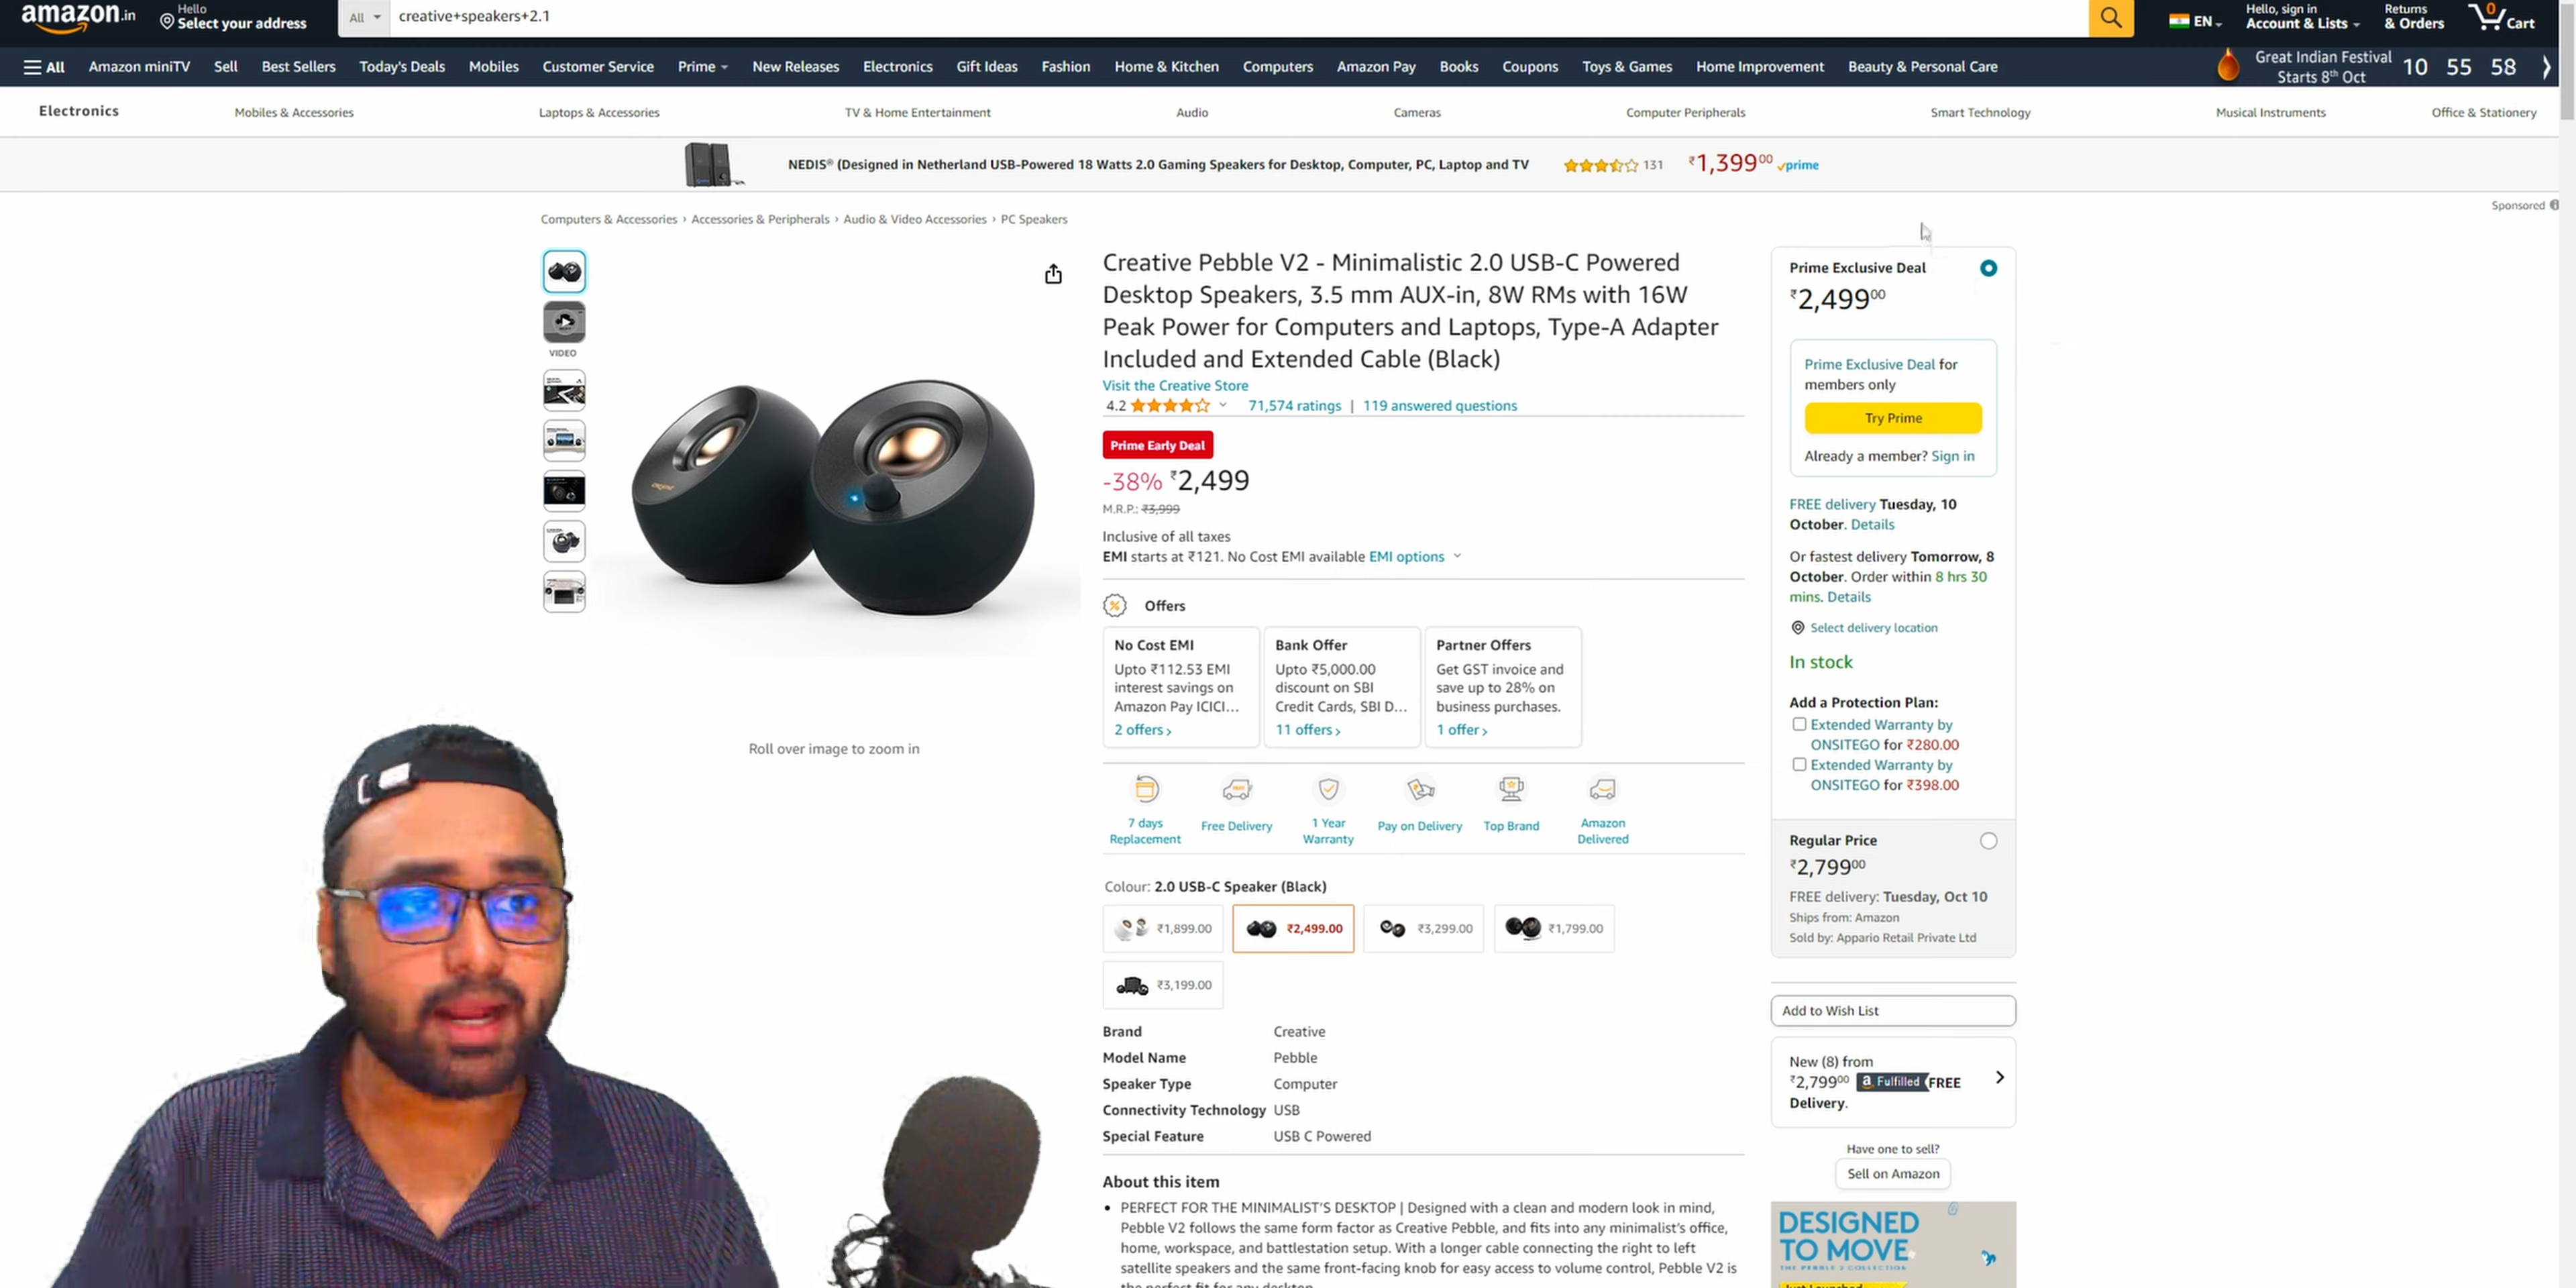 amazon.in
Hello
Select your address
All
creative+speakers+2.1
EN
Hello, sign in
Account & Lists
Returns
& Orders
0
Cart
All
Amazon miniTV
Sell
Best Sellers
Today's Deals
Mobiles
Customer Service
Prime
New Releases
Electronics
Gift Ideas
Fashion
Home & Kitchen
Computers
Amazon Pay
Books
Coupons
Toys & Games
Home Improvement
Beauty & Personal Care
Great Indian Festival
Starts 8th Oct
10 55 58
Electronics
Mobiles & Accessories
Laptops & Accessories
TV & Home Entertainment
Audio
Cameras
Computer Peripherals
Smart Technology
Musical Instruments
Office & Stationery
NEDIS® (Designed in Netherland USB-Powered 18 Watts 2.0 Gaming Speakers for Desktop, Computer, PC, Laptop and TV
131
₹1,399.00 prime
Sponsored
Computers & Accessories › Accessories & Peripherals › Audio & Video Accessories › PC Speakers
VIDEO
Roll over image to zoom in
Creative Pebble V2 - Minimalistic 2.0 USB-C Powered
Desktop Speakers, 3.5 mm AUX-in, 8W RMs with 16W
Peak Power for Computers and Laptops, Type-A Adapter
Included and Extended Cable (Black)
Visit the Creative Store
4.2
71,574 ratings | 119 answered questions
Prime Early Deal
-38% ₹2,499
M.R.P.: ₹3,999
Inclusive of all taxes
EMI starts at ₹121. No Cost EMI available EMI options
Offers
No Cost EMI
Upto ₹112.53 EMI
interest savings on
Amazon Pay ICICI...
2 offers ›
Bank Offer
Upto ₹5,000.00
discount on SBI
Credit Cards, SBI D...
11 offers ›
Partner Offers
Get GST invoice and
save up to 28% on
business purchases.
1 offer ›
7 days
Replacement
Free Delivery
1 Year
Warranty
Pay on Delivery
Top Brand
Amazon
Delivered
Colour: 2.0 USB-C Speaker (Black)
₹1,899.00
₹2,499.00
₹3,299.00
₹1,799.00
₹3,199.00
Brand Creative
Model Name Pebble
Speaker Type Computer
Connectivity Technology USB
Special Feature USB C Powered
About this item
• PERFECT FOR THE MINIMALIST'S DESKTOP | Designed with a clean and modern look in mind,
Pebble V2 follows the same form factor as Creative Pebble, and fits into any minimalist's office,
home, workspace, and battlestation setup. With a longer cable connecting the right to left
satellite speakers and the same front-facing knob for easy access to volume control, Pebble V2 is
the perfect fit for any desktop.
Prime Exclusive Deal
₹2,499.00
Prime Exclusive Deal for
members only
Try Prime
Already a member? Sign in
FREE delivery Tuesday, 10
October. Details
Or fastest delivery Tomorrow, 8
October. Order within 8 hrs 30
mins. Details
Select delivery location
In stock
Add a Protection Plan:
Extended Warranty by
ONSITEGO for ₹280.00
Extended Warranty by
ONSITEGO for ₹398.00
Regular Price
₹2,799.00
FREE delivery: Tuesday, Oct 10
Ships from: Amazon
Sold by: Appario Retail Private Ltd
Add to Wish List
New (8) from
₹2,799.00 a Fulfilled FREE
Delivery.
Have one to sell?
Sell on Amazon
DESIGNED
TO MOVE
THE PEBBLE 2 COLLECTION
Just Launched